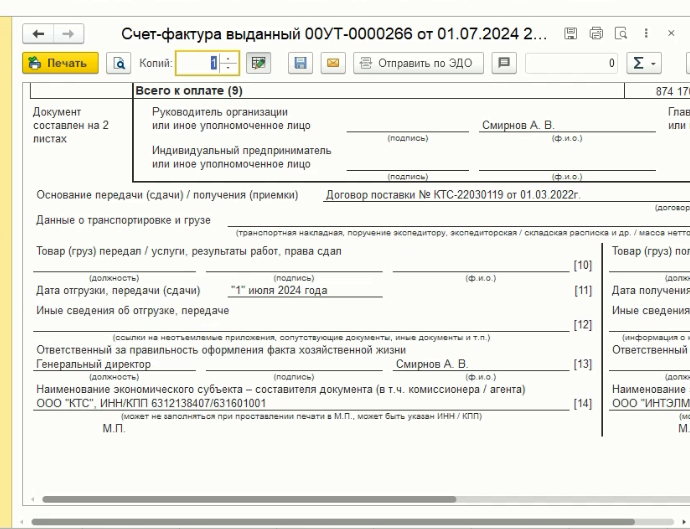 Счет-фактура выданный 00УТ-0000266 от 01.07.2024 2...
Печать Копий: 1 Отправить по ЭДО 0 Σ
Всего к оплате (9) 874 170
Документ составлен на 2 листах
Руководитель организации
или иное уполномоченное лицо Смирнов А. В.
(подпись) (ф.и.о.)
Глав
или
Индивидуальный предприниматель
или иное уполномоченное лицо
(подпись) (ф.и.о.)
Основание передачи (сдачи) / получения (приемки) Договор поставки № КТС-22030119 от 01.03.2022г.
(договор
Данные о транспортировке и грузе
(транспортная накладная, поручение экспедитору, экспедиторская / складская расписка и др. / масса нетто
Товар (груз) передал / услуги, результаты работ, права сдал Товар (груз) пол
[10]
(должность) (подпись) (ф.и.о.)
Дата отгрузки, передачи (сдачи) "1" июля 2024 года [11] Дата получения
Иные сведения об отгрузке, передаче Иные сведения
[12]
(ссылки на неотъемлемые приложения, сопутствующие документы, иные документы и т.п.) (информация о н
Ответственный за правильность оформления факта хозяйственной жизни Ответственный
Генеральный директор Смирнов А. В. [13]
(должность) (подпись) (ф.и.о.)
Наименование экономического субъекта – составителя документа (в т.ч. комиссионера / агента) Наименование
ООО "КТС", ИНН/КПП 6312138407/631601001 [14] ООО "ИНТЭЛМ
(может не заполняться при проставлении печати в М.П., может быть указан ИНН / КПП)
М.П. М.